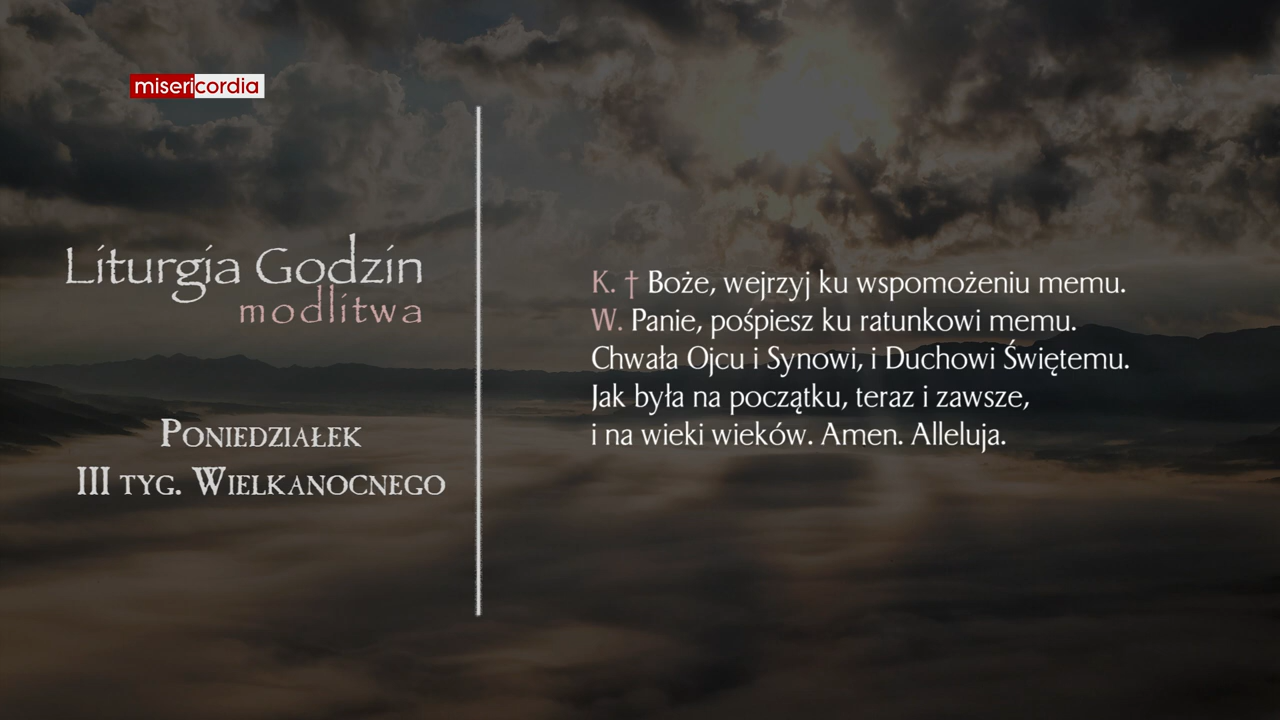 misericordia
Liturgia Godzin
modlitwa
Poniedziałek
III tyg. Wielkanocnego
K. † Boże, wejrzyj ku wspomożeniu memu.
W. Panie, pośpiesz ku ratunkowi memu.
Chwała Ojcu i Synowi, i Duchowi Świętemu.
Jak była na początku, teraz i zawsze,
i na wieki wieków. Amen. Alleluja.